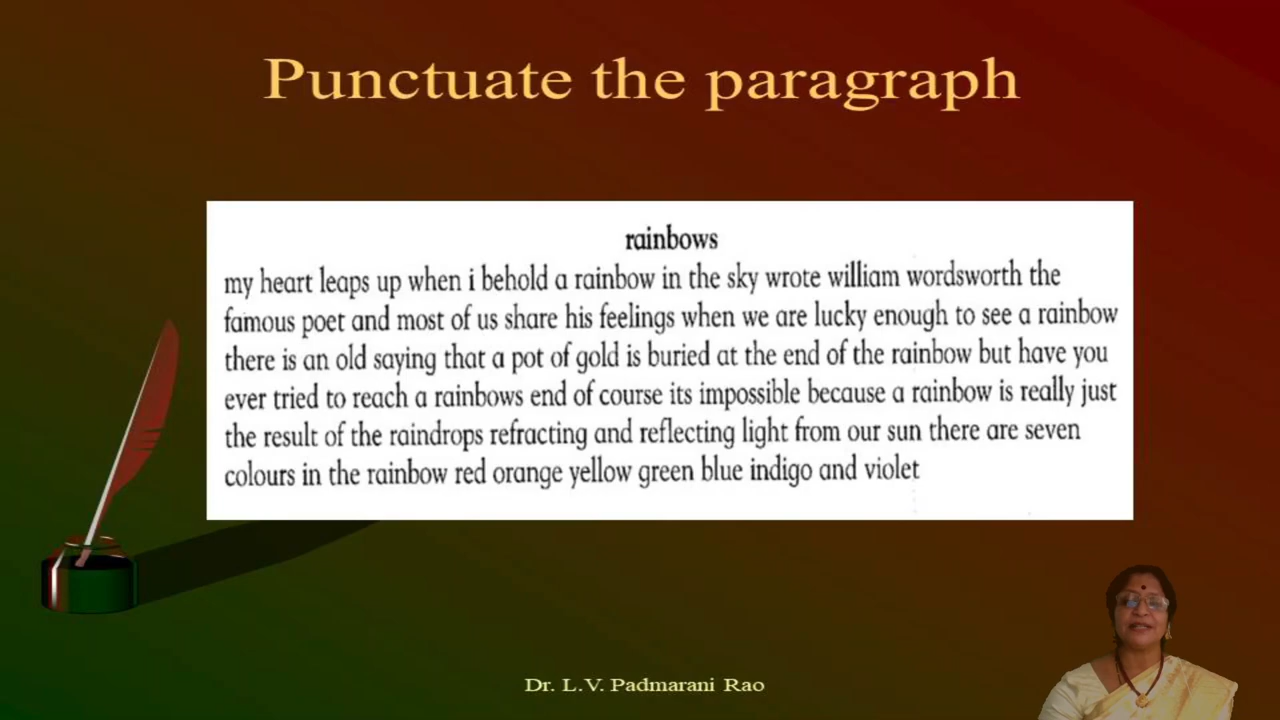 Punctuate the paragraph
rainbows
my heart leaps up when i behold a rainbow in the sky wrote william wordsworth the
famous poet and most of us share his feelings when we are lucky enough to see a rainbow
there is an old saying that a pot of gold is buried at the end of the rainbow but have you
ever tried to reach a rainbows end of course its impossible because a rainbow is really just
the result of the raindrops refracting and reflecting light from our sun there are seven
colours in the rainbow red orange yellow green blue indigo and violet
Dr. L.V. Padmarani Rao